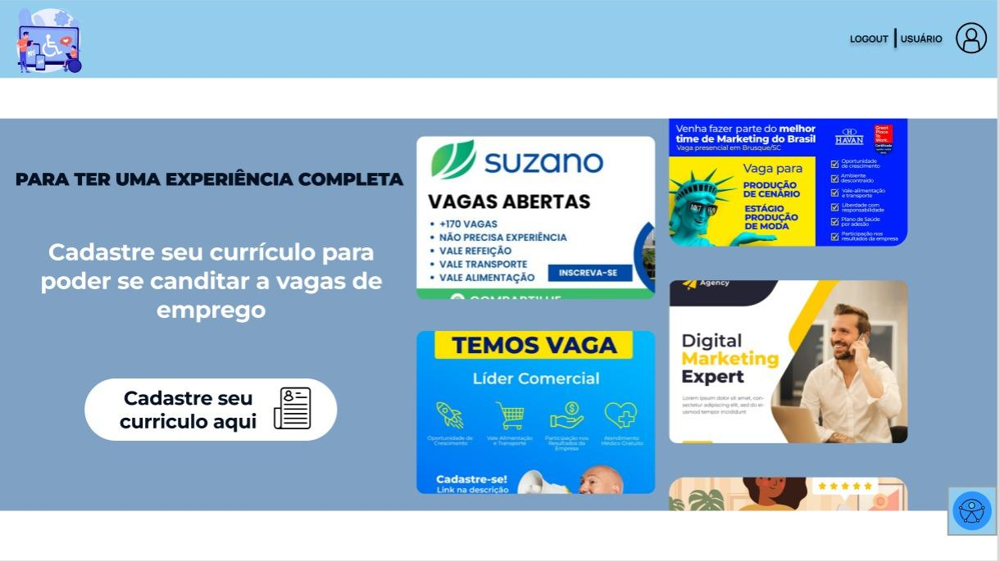 LOGOUT
USUÁRIO
PARA TER UMA EXPERIÊNCIA COMPLETA
Cadastre seu currículo para
poder se canditar a vagas de
emprego
Cadastre seu
curriculo aqui
suzano
VAGAS ABERTAS
• +170 VAGAS
• NÃO PRECISA EXPERIÊNCIA
• VALE REFEIÇÃO
• VALE TRANSPORTE
• VALE ALIMENTAÇÃO
INSCREVA-SE
COMPARTILHE
TEMOS VAGA
Líder Comercial
Oportunidade de
Crescimento
Vale Alimentação
e Transporte
Participação nos
Resultados da
Empresa
Atendimento
Médico Gratuito
Cadastre-se!
Link na descrição
Venha fazer parte do melhor
time de Marketing do Brasil
Vaga presencial em Brusque/SC
HAVAN
Great
Place
To
Work.
Vaga para
PRODUÇÃO
DE CENÁRIO
ESTÁGIO
PRODUÇÃO
DE MODA
Oportunidade
de crescimento
Ambiente
descontraído
Vale-alimentação
e transporte
Liberdade com
responsabilidade
Plano de Saúde
por adesão
Participação nos
resultados da empresa
Agency
Digital
Marketing
Expert
Lorem ipsum dolor sit amet, con-
sectetur adipiscing elit, sed do ei-
usmod tempor incididunt